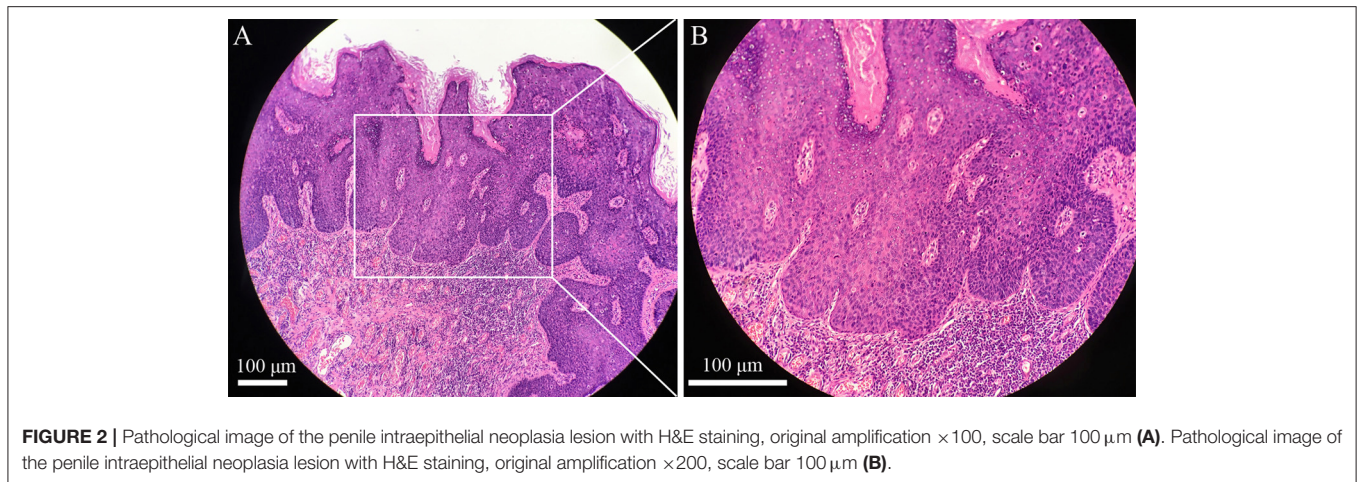 A
B
100 μm
100 μm
FIGURE 2 | Pathological image of the penile intraepithelial neoplasia lesion with H&E staining, original amplification ×100, scale bar 100 μm (A). Pathological image of
the penile intraepithelial neoplasia lesion with H&E staining, original amplification ×200, scale bar 100 μm (B).